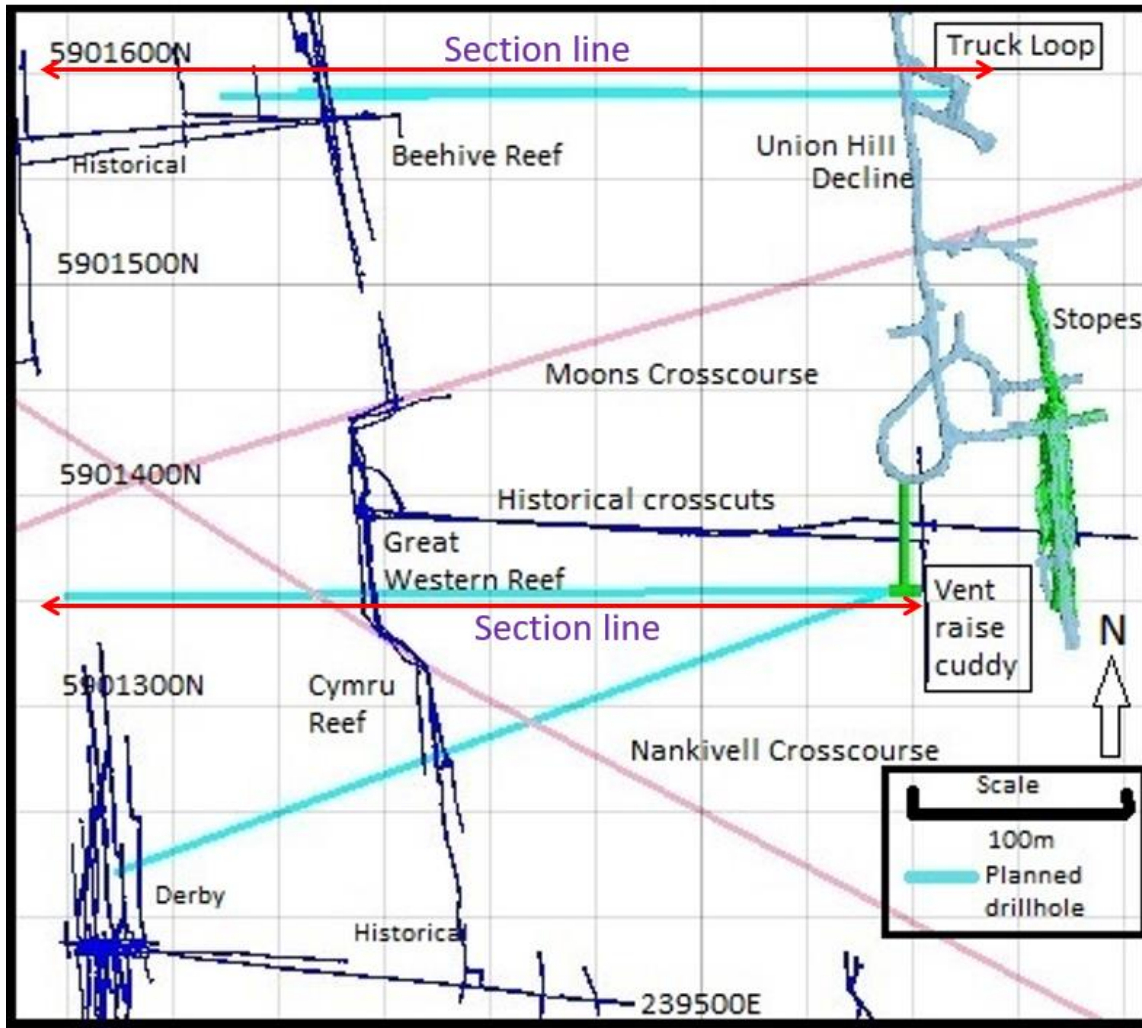 5901600N
Section line
Truck Loop
Historical
Beehive Reef
Union Hill
Decline
5901500N
Stopes
Moons Crosscourse
5901400N
Historical crosscuts
Great
Western Reef
Vent
raise
cuddy
N
Section line
5901300N
Cymru
Reef
Nankivell Crosscourse
Scale
100m
Planned
drillhole
Derby
Historical
239500E